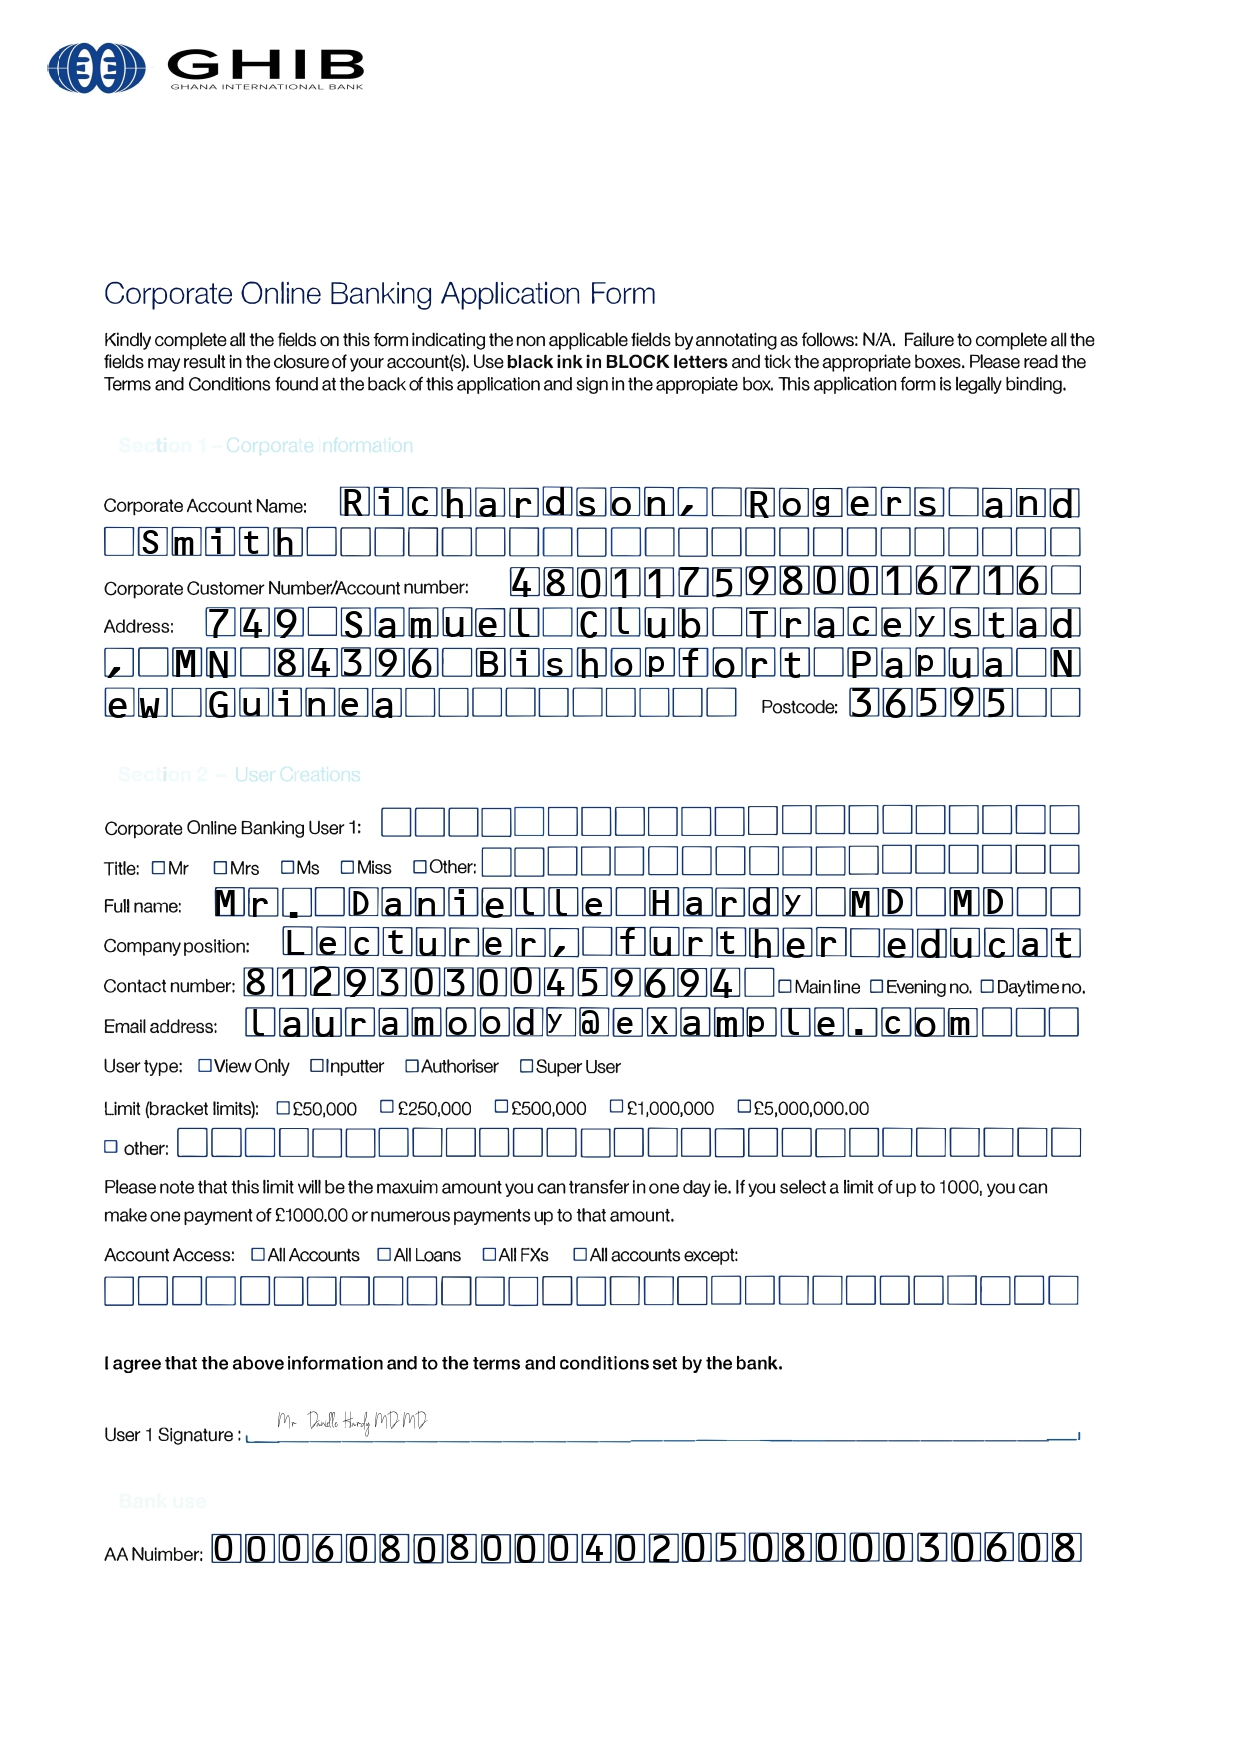 GHIB
GHANA INTERNATIONAL BANK
Corporate Online Banking Application Form
Kindly complete all the fields on this form indicating the non applicable fields by annotating as follows: N/A. Failure to complete all the
fields may result in the closure of your account(s). Use black ink in BLOCK letters and tick the appropriate boxes. Please read the
Terms and Conditions found at the back of this application and sign in the appropiate box. This application form is legally binding.
Section 1 – Corporate Information
Corporate Account Name: Richardson, Rogers and
Smith
Corporate Customer Number/Account number: 4801175980016716
Address: 749 Samuel Club Traceystad
, MN 84396 Bishopfort Papua N
ew Guinea Postcode: 36595
Section 2 – User Creations
Corporate Online Banking User 1:
Title: Mr Mrs Ms Miss Other:
Full name: Mr. Danielle Hardy MD MD
Company position: Lecturer, further educat
Contact number: 812930300459694 Main line Evening no. Daytime no.
Email address: lauramoody@example.com
User type: View Only Inputter Authoriser Super User
Limit (bracket limits): £50,000 £250,000 £500,000 £1,000,000 £5,000,000.00
other:
Please note that this limit will be the maxuim amount you can transfer in one day ie. If you select a limit of up to 1000, you can
make one payment of £1000.00 or numerous payments up to that amount.
Account Access: All Accounts All Loans All FXs All accounts except:
I agree that the above information and to the terms and conditions set by the bank.
User 1 Signature : Mr Danielle Hardy MD MD
Bank use
AA Nuimber: 00060808000402050800030608